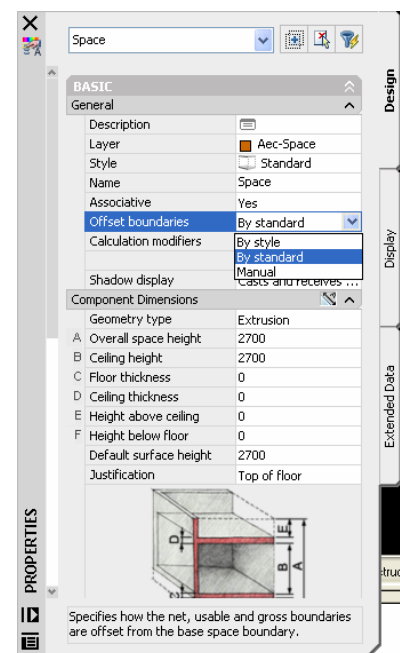 Space
BASIC
General
Description
Layer Aec-Space
Style Standard
Name Space
Associative Yes
Offset boundaries By standard
Calculation modifiers By style
By standard
Manual
Shadow display Casts and receives ...
Component Dimensions
Geometry type Extrusion
A Overall space height 2700
B Ceiling height 2700
C Floor thickness 0
D Ceiling thickness 0
E Height above ceiling 0
F Height below floor 0
Default surface height 2700
Justification Top of floor
D
E
B
A
Specifies how the net, usable and gross boundaries
are offset from the base space boundary.
PROPERTIES
Design
Display
Extended Data